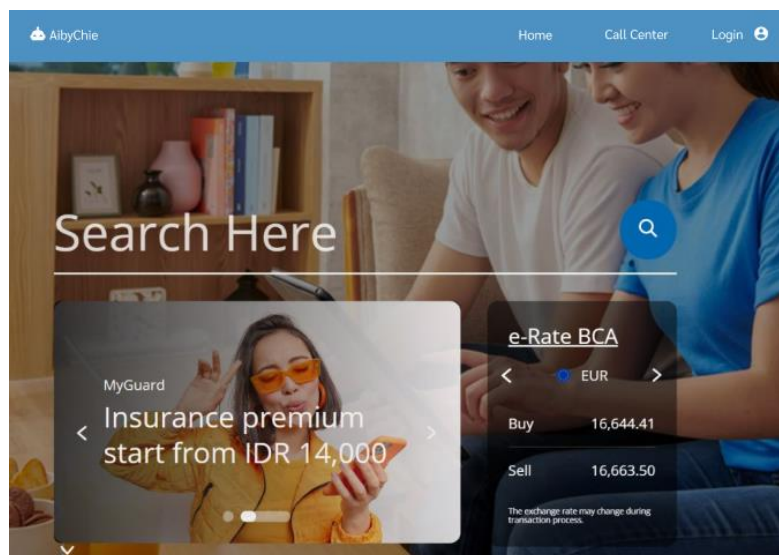 AibyChie
Home
Call Center
Login
Search Here
MyGuard
Insurance premium
start from IDR 14,000
e-Rate BCA
EUR
Buy 16,644.41
Sell 16,663.50
The exchange rate may change during
transaction process.